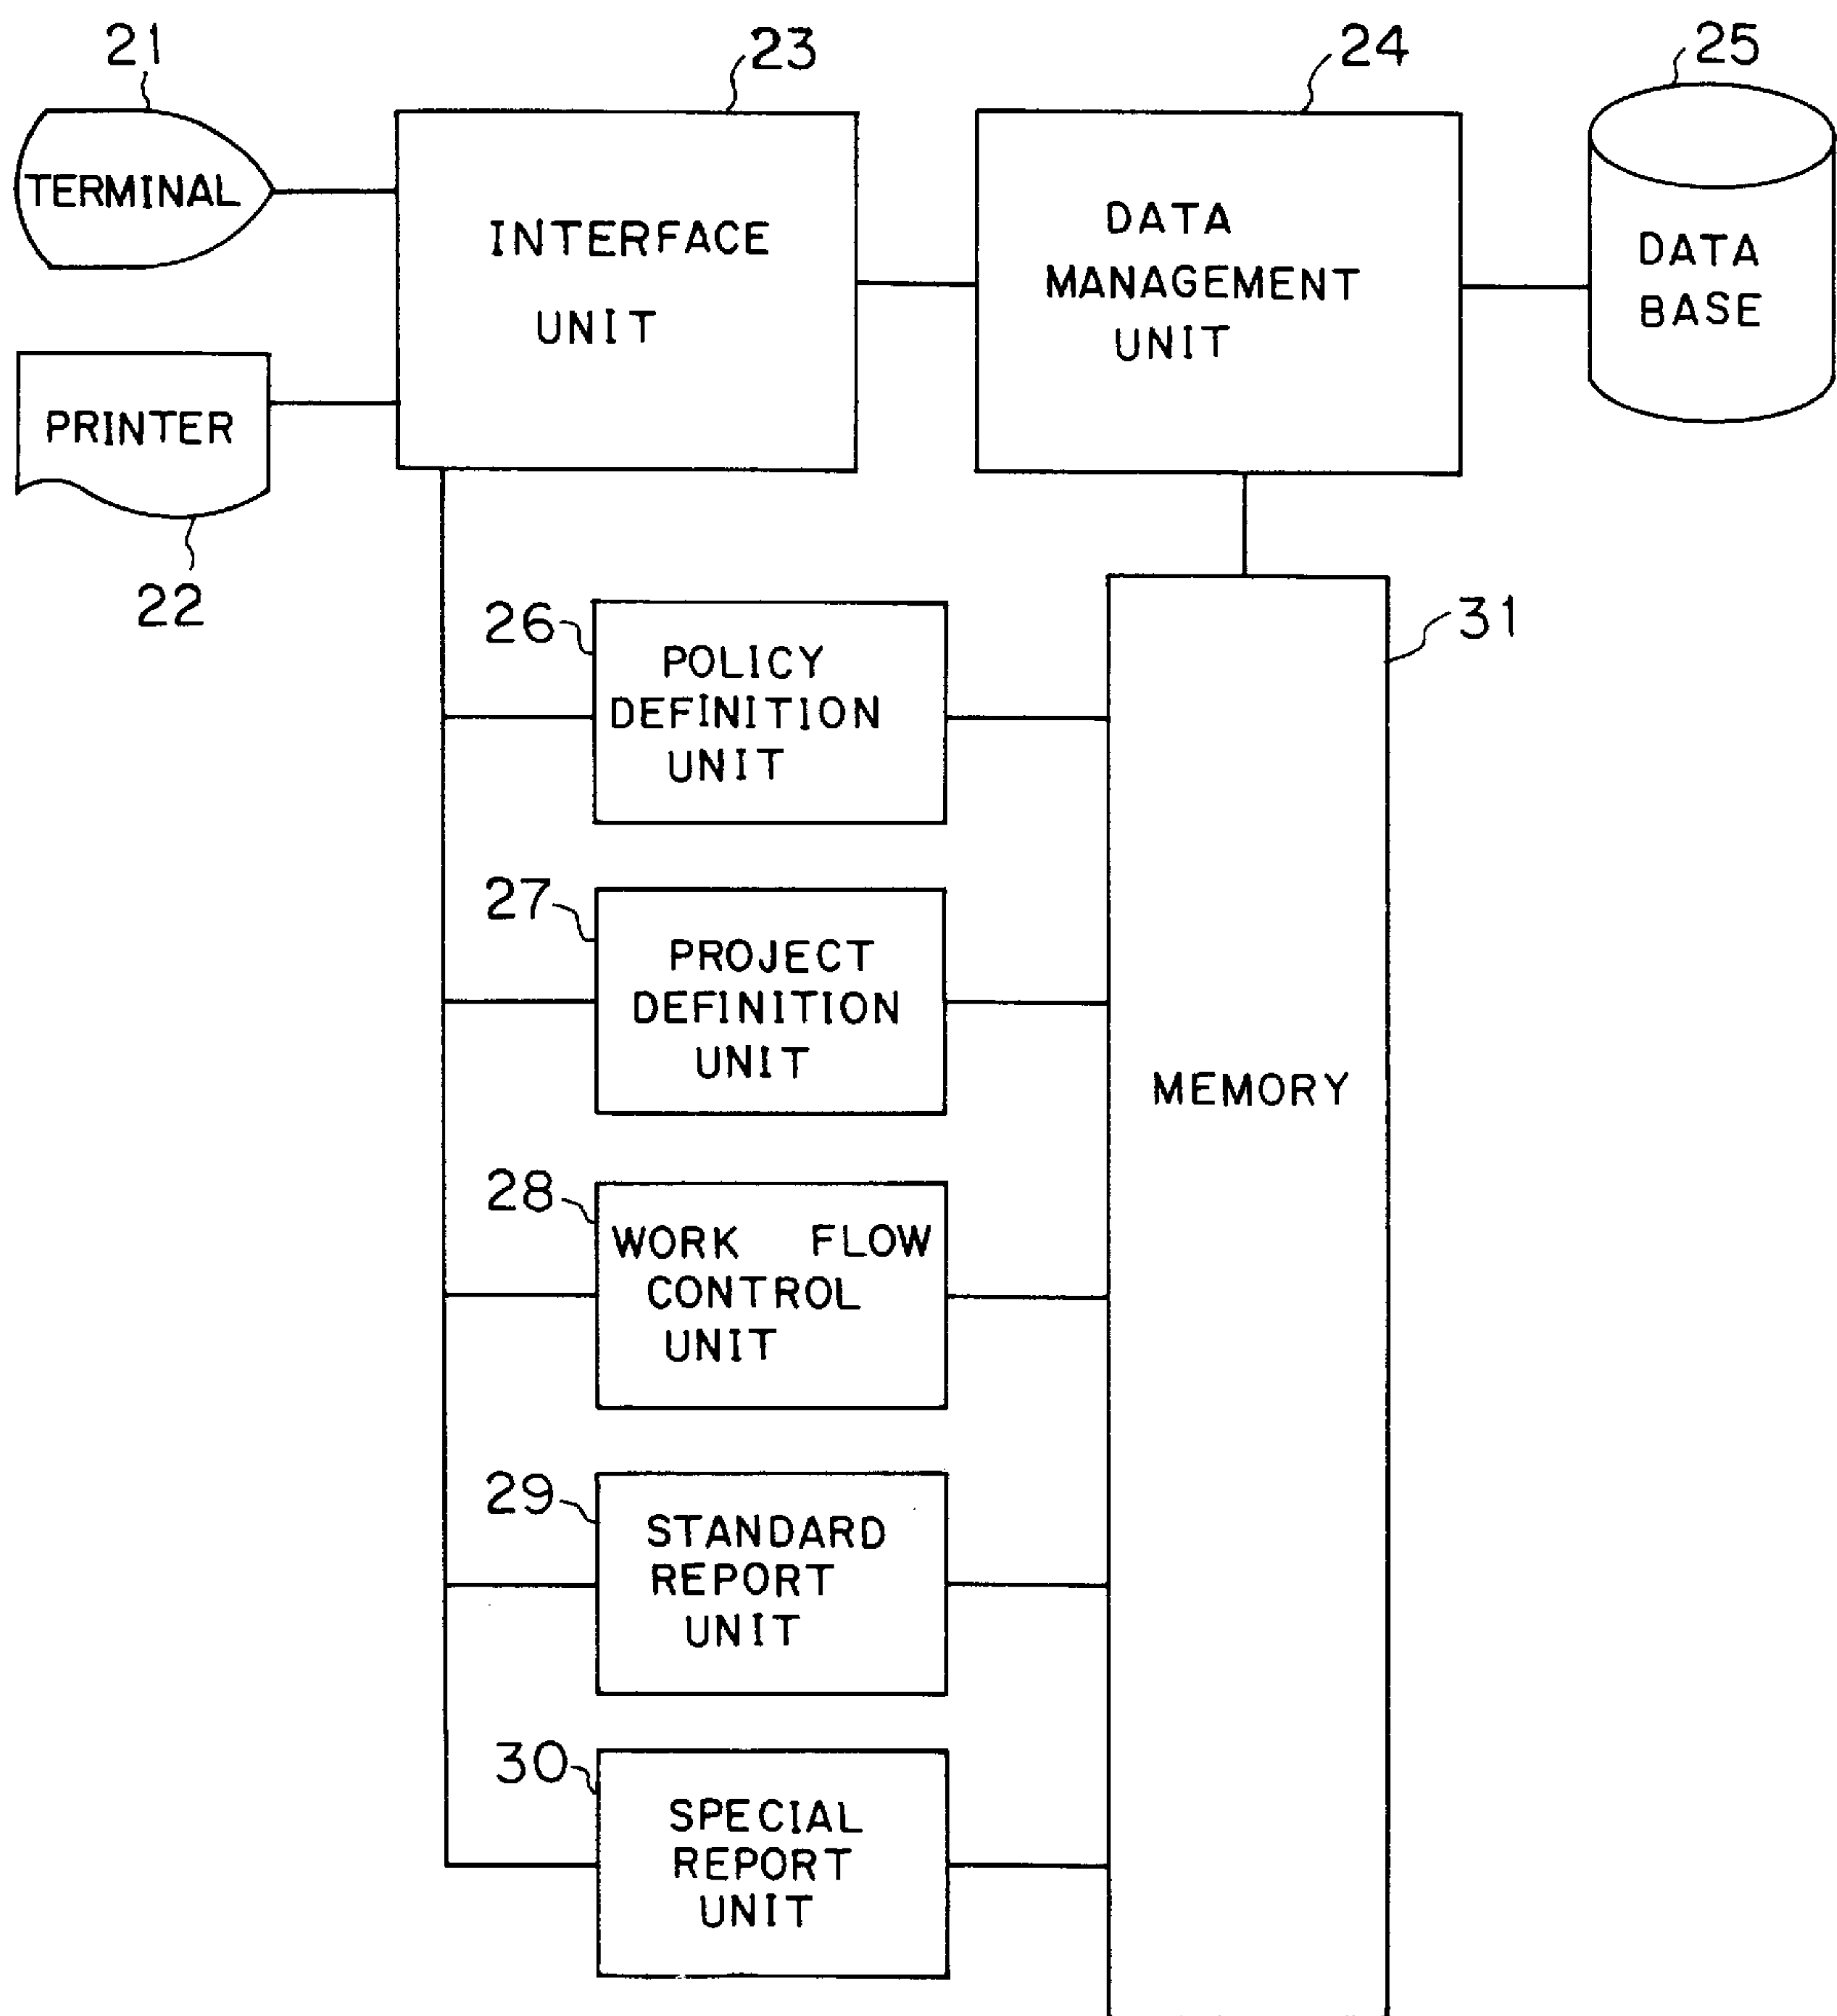 21
23
24
25
TERMINAL
INTERFACE
UNIT
DATA
MANAGEMENT
UNIT
DATA
BASE
PRINTER
22
26
POLICY
DEFINITION
UNIT
31
27
PROJECT
DEFINITION
UNIT
MEMORY
28
WORK FLOW
CONTROL
UNIT
29
STANDARD
REPORT
UNIT
30
SPECIAL
REPORT
UNIT